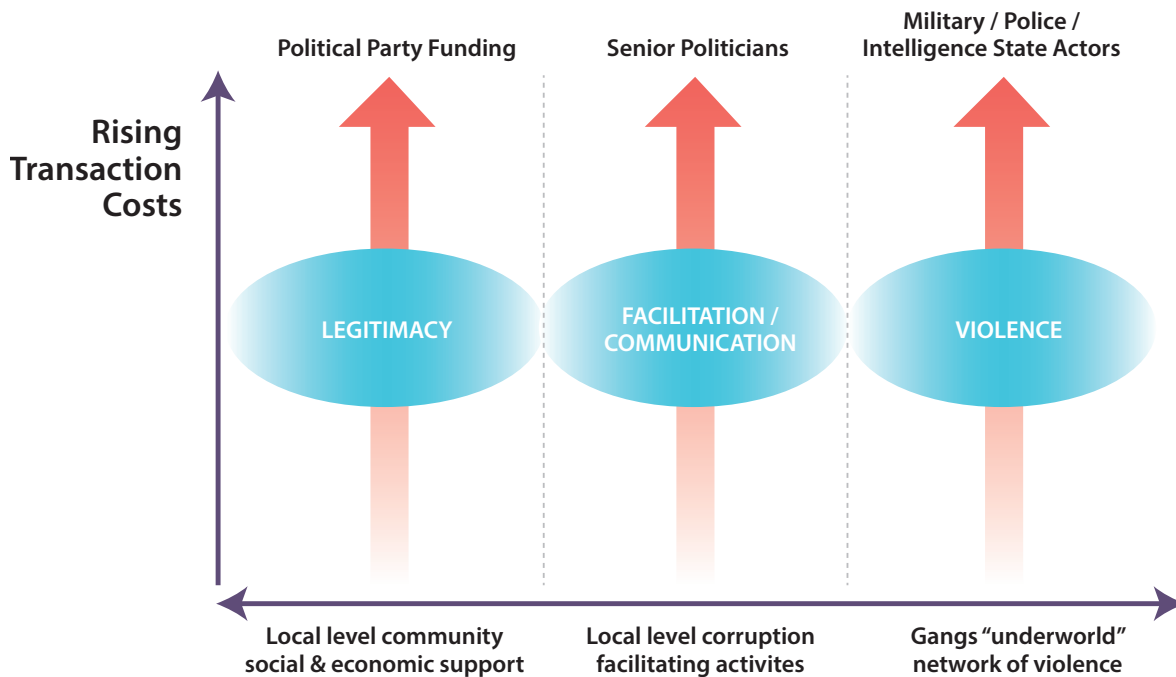 Political Party Funding
Senior Politicians
Military / Police /
Intelligence State Actors
Rising
Transaction
Costs
LEGITIMACY
FACILITATION /
COMMUNICATION
VIOLENCE
Local level community
social & economic support
Local level corruption
facilitating activites
Gangs “underworld”
network of violence